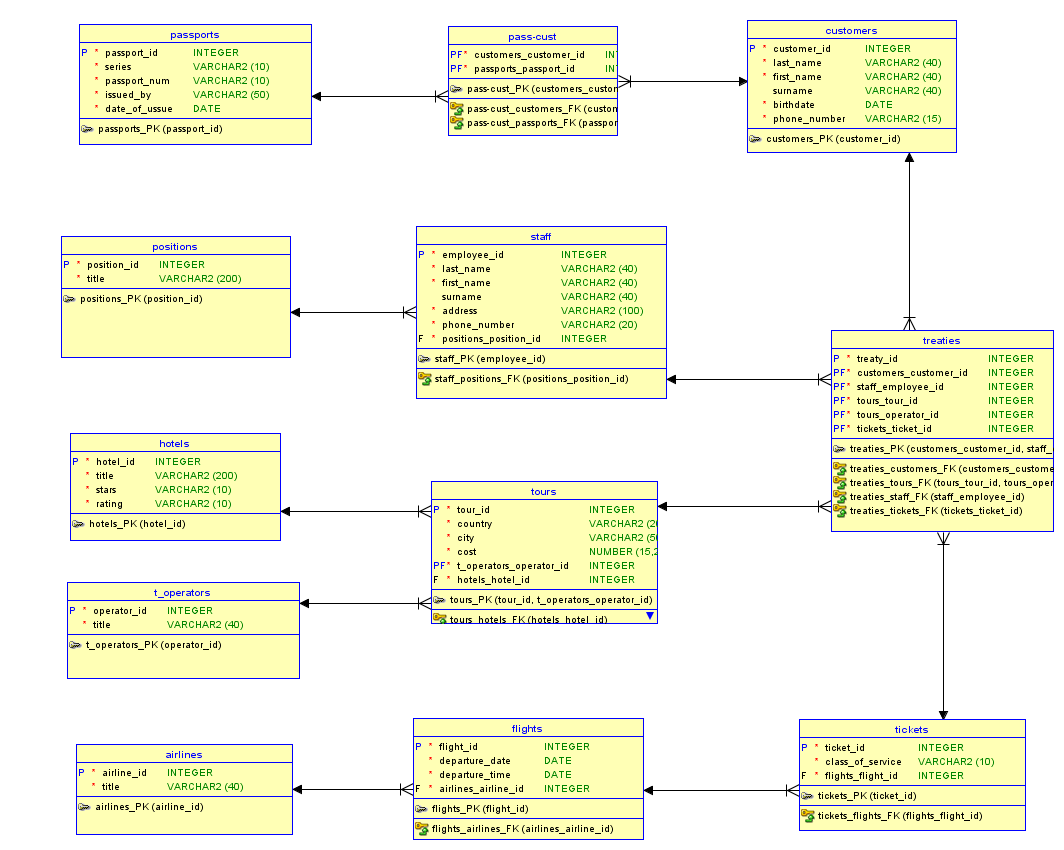 passports
P * passport_id INTEGER
* series VARCHAR2 (10)
* passport_num VARCHAR2 (10)
* issued_by VARCHAR2 (50)
* date_of_ussue DATE
passports_PK (passport_id)
pass-cust
PF* customers_customer_id IN
PF* passports_passport_id IN
pass-cust_PK (customers_custor
pass-cust_customers_FK (custon
pass-cust_passports_FK (passpor
customers
P * customer_id INTEGER
* last_name VARCHAR2 (40)
* first_name VARCHAR2 (40)
surname VARCHAR2 (40)
* birthdate DATE
* phone_number VARCHAR2 (15)
customers_PK (customer_id)
positions
P * position_id INTEGER
* title VARCHAR2 (200)
positions_PK (position_id)
staff
P * employee_id INTEGER
* last_name VARCHAR2 (40)
* first_name VARCHAR2 (40)
surname VARCHAR2 (40)
* address VARCHAR2 (100)
* phone_number VARCHAR2 (20)
F * positions_position_id INTEGER
staff_PK (employee_id)
staff_positions_FK (positions_position_id)
treaties
P * treaty_id INTEGER
PF* customers_customer_id INTEGER
PF* staff_employee_id INTEGER
PF* tours_tour_id INTEGER
PF* tours_operator_id INTEGER
PF* tickets_ticket_id INTEGER
treaties_PK (customers_customer_id, staff_
treaties_customers_FK (customers_custome
treaties_tours_FK (tours_tour_id, tours_oper
treaties_staff_FK (staff_employee_id)
treaties_tickets_FK (tickets_ticket_id)
hotels
P * hotel_id INTEGER
* title VARCHAR2 (200)
* stars VARCHAR2 (10)
* rating VARCHAR2 (10)
hotels_PK (hotel_id)
tours
P * tour_id INTEGER
* country VARCHAR2 (20
* city VARCHAR2 (50
* cost NUMBER (15,2
PF* t_operators_operator_id INTEGER
F * hotels_hotel_id INTEGER
tours_PK (tour_id, t_operators_operator_id)
tours_hotels_FK (hotels_hotel_id)
t_operators
P * operator_id INTEGER
* title VARCHAR2 (40)
t_operators_PK (operator_id)
airlines
P * airline_id INTEGER
* title VARCHAR2 (40)
airlines_PK (airline_id)
flights
P * flight_id INTEGER
* departure_date DATE
* departure_time DATE
F * airlines_airline_id INTEGER
flights_PK (flight_id)
flights_airlines_FK (airlines_airline_id)
tickets
P * ticket_id INTEGER
* class_of_service VARCHAR2 (10)
F * flights_flight_id INTEGER
tickets_PK (ticket_id)
tickets_flights_FK (flights_flight_id)